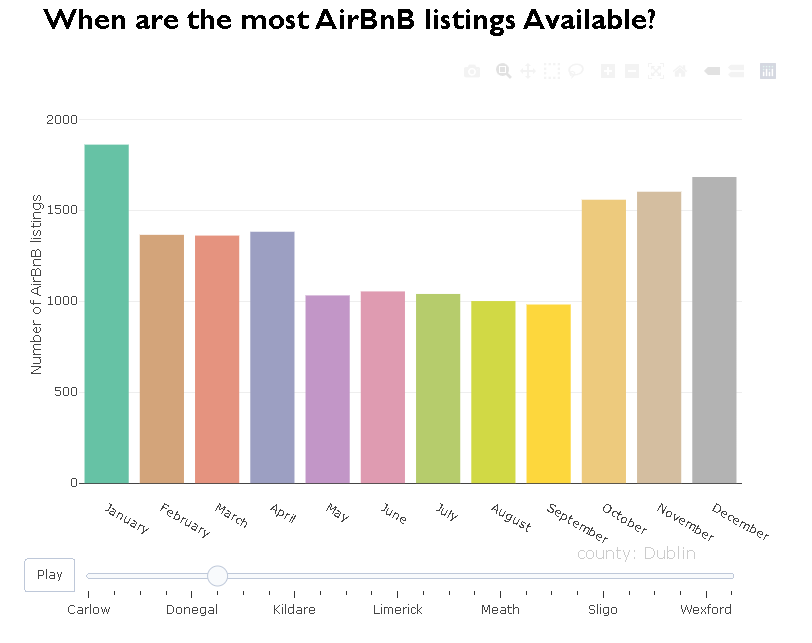 When are the most AirBnB listings Available?
2000
1500
1000
500
0
Number of AirBnB listings
January February March April May June July August September October November December
county: Dublin
Play
Carlow Donegal Kildare Limerick Meath Sligo Wexford